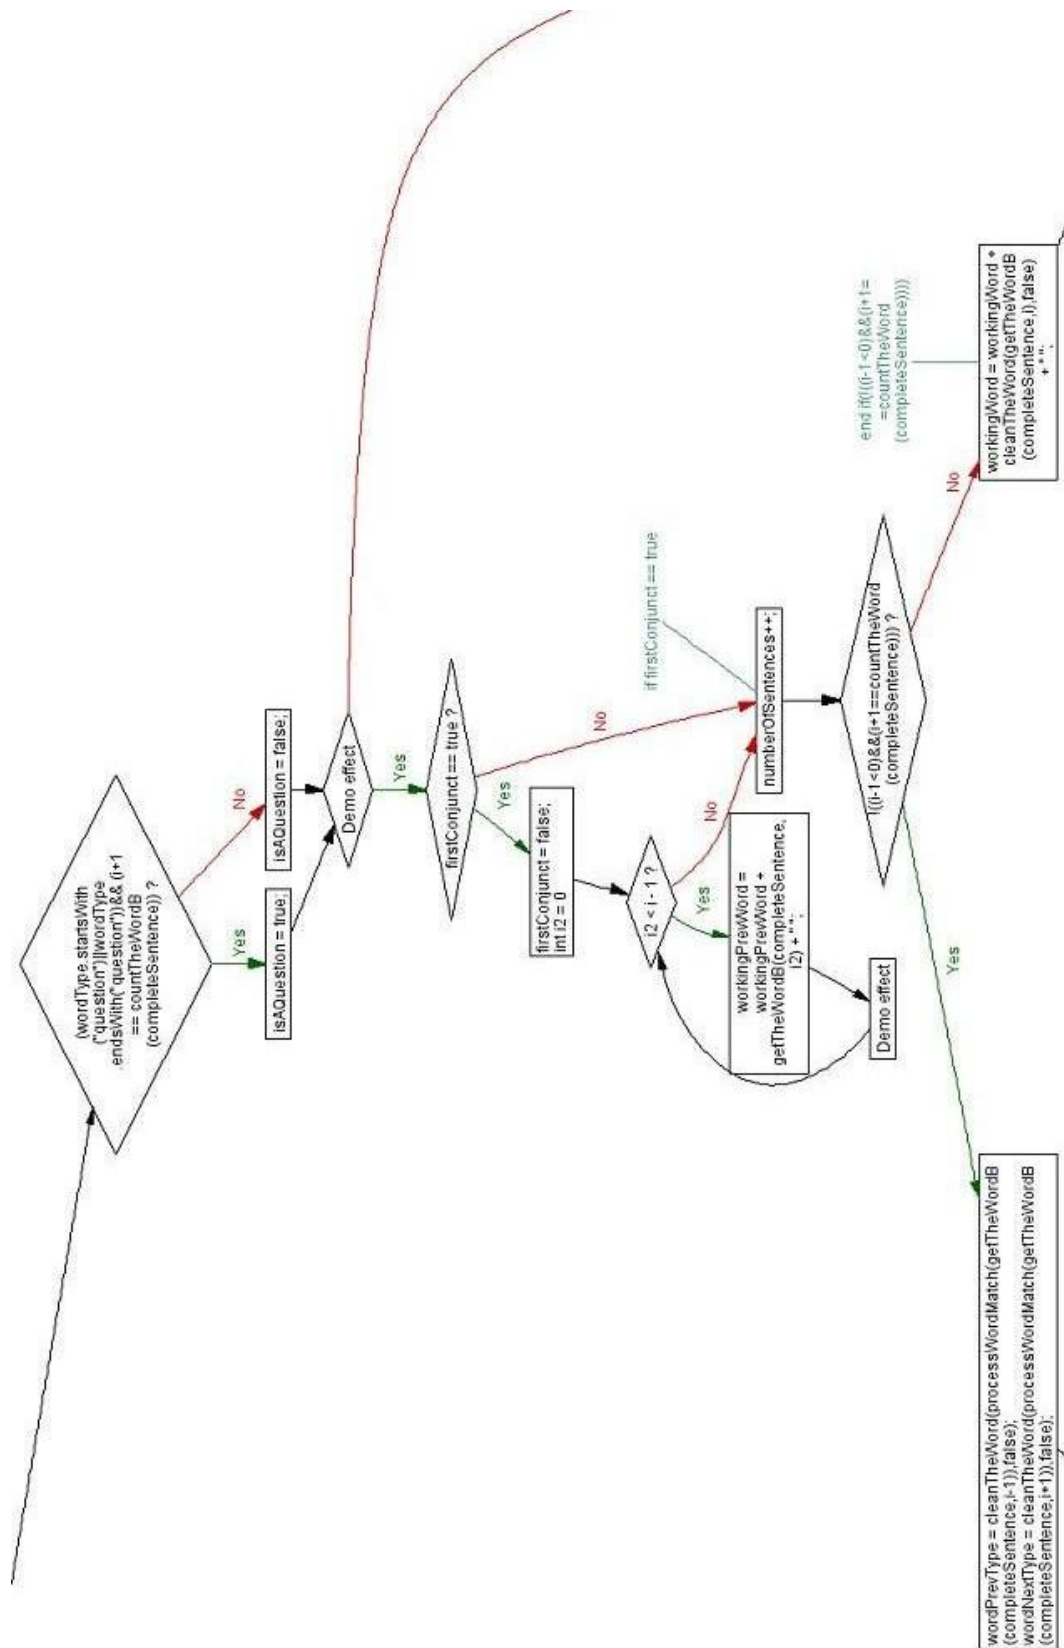 (wordType.startsWith
("question")||wordType
.endsWith("question"))&& (i+1
== countTheWordB
(completeSentence)) ?
Yes
No
isAQuestion = true;
isAQuestion = false;
Demo effect
Yes
firstConjunct == true ?
Yes
No
firstConjunct = false;
int i2 = 0
if firstConjunct == true
i2 < i - 1 ?
Yes
No
workingPrevWord =
workingPrevWord +
getTheWordB(completeSentence,
i2) + " ";
numberOfSentences++;
Demo effect
!((i-1<0)&&(i+1==countTheWord
(completeSentence))) ?
end if(!((i-1<0)&&(i+1=
=countTheWord
(completeSentence))))
Yes
No
wordPrevType = cleanTheWord(processWordMatch(getTheWordB
(completeSentence,i-1)),false);
wordNextType = cleanTheWord(processWordMatch(getTheWordB
(completeSentence,i+1)),false);
workingWord = workingWord +
cleanTheWord(getTheWordB
(completeSentence,i),false)
+ " ";